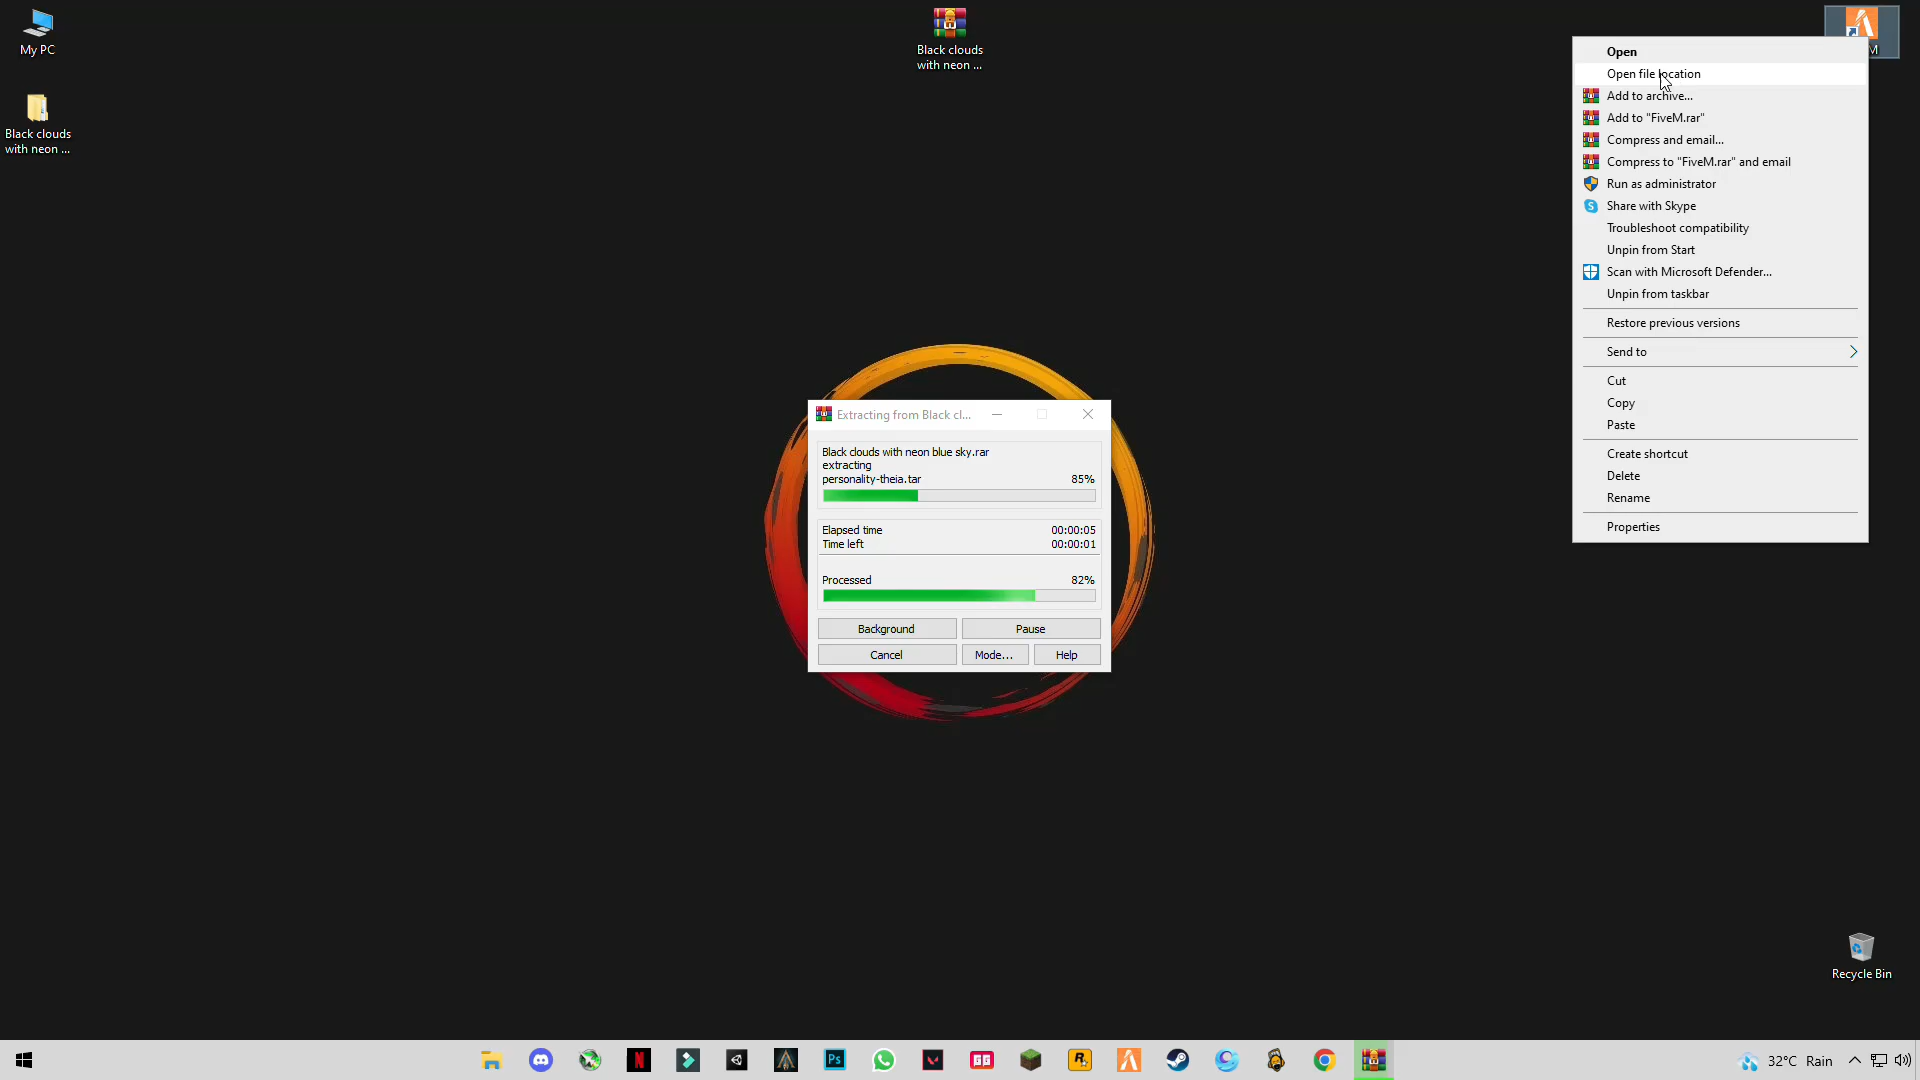 My PC
Black clouds
with neon ...
Black clouds
with neon ...
M
Open
Open file location
Add to archive...
Add to "FiveM.rar"
Compress and email...
Compress to "FiveM.rar" and email
Run as administrator
Share with Skype
Troubleshoot compatibility
Unpin from Start
Scan with Microsoft Defender...
Unpin from taskbar
Restore previous versions
Send to
Cut
Copy
Paste
Create shortcut
Delete
Rename
Properties
Extracting from Black cl...
Black clouds with neon blue sky.rar
extracting
personality-theia.tar 85%
Elapsed time 00:00:05
Time left 00:00:01
Processed 82%
Background Pause
Cancel Mode... Help
Recycle Bin
32°C Rain